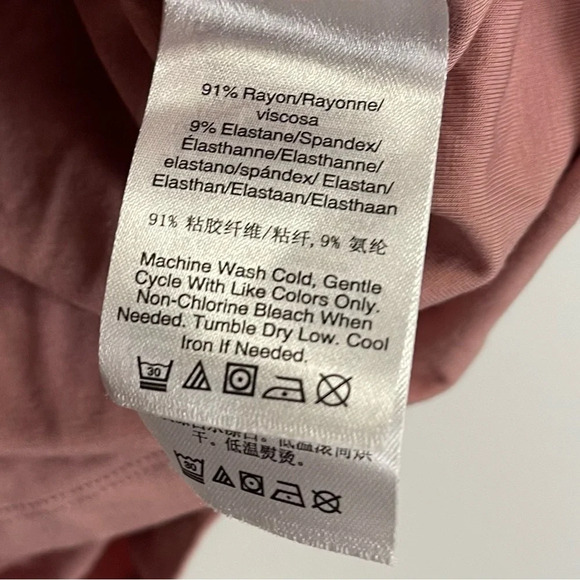 91% Rayon/Rayonne/
viscosa
9% Elastane/Spandex/
Élasthanne/Elasthanne/
elastano/spándex/ Elastan/
Elasthan/Elastaan/Elasthaan
91% 粘胶纤维/粘纤, 9% 氨纶
Machine Wash Cold, Gentle
Cycle With Like Colors Only.
Non-Chlorine Bleach When
Needed. Tumble Dry Low. Cool
Iron If Needed.
30
干。低温熨烫。
30